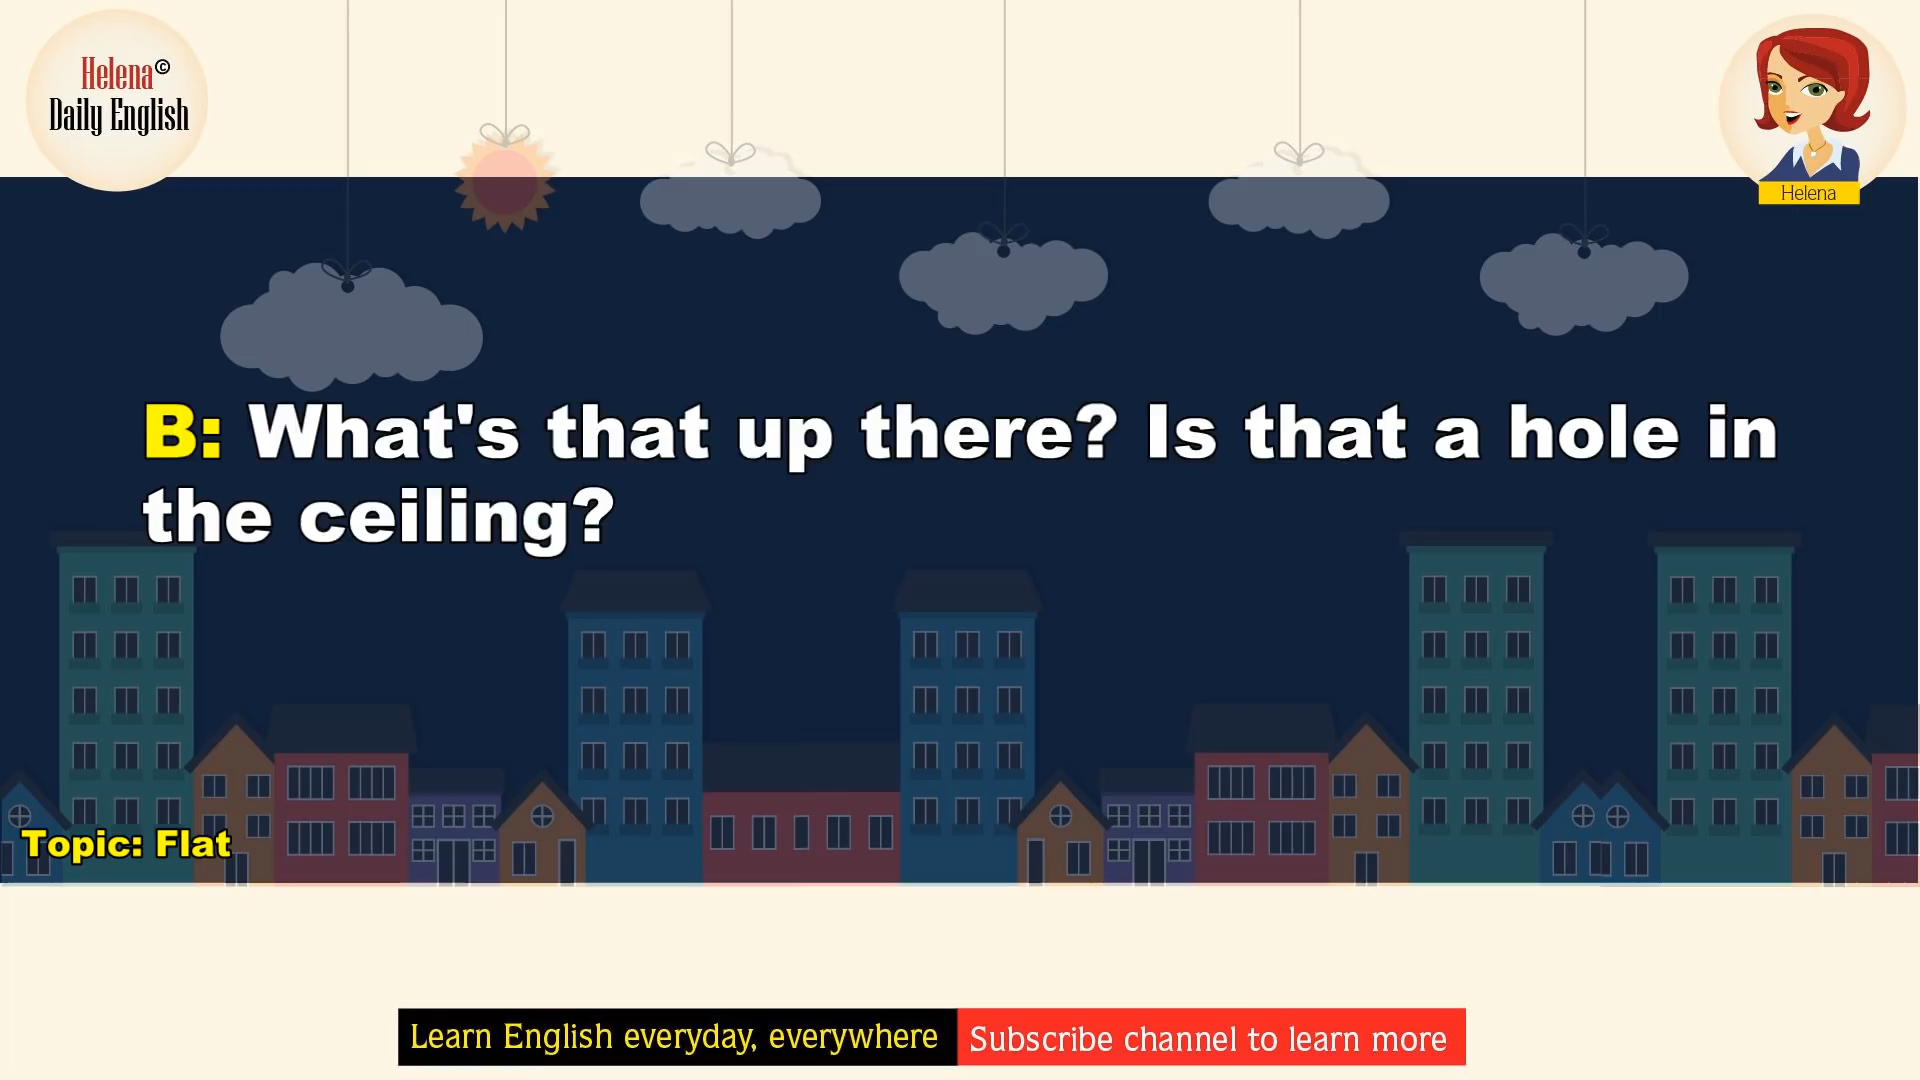 Helena©
Daily English
Helena
B: What's that up there? Is that a hole in
the ceiling?
Topic: Flat
Learn English everyday, everywhere
Subscribe channel to learn more